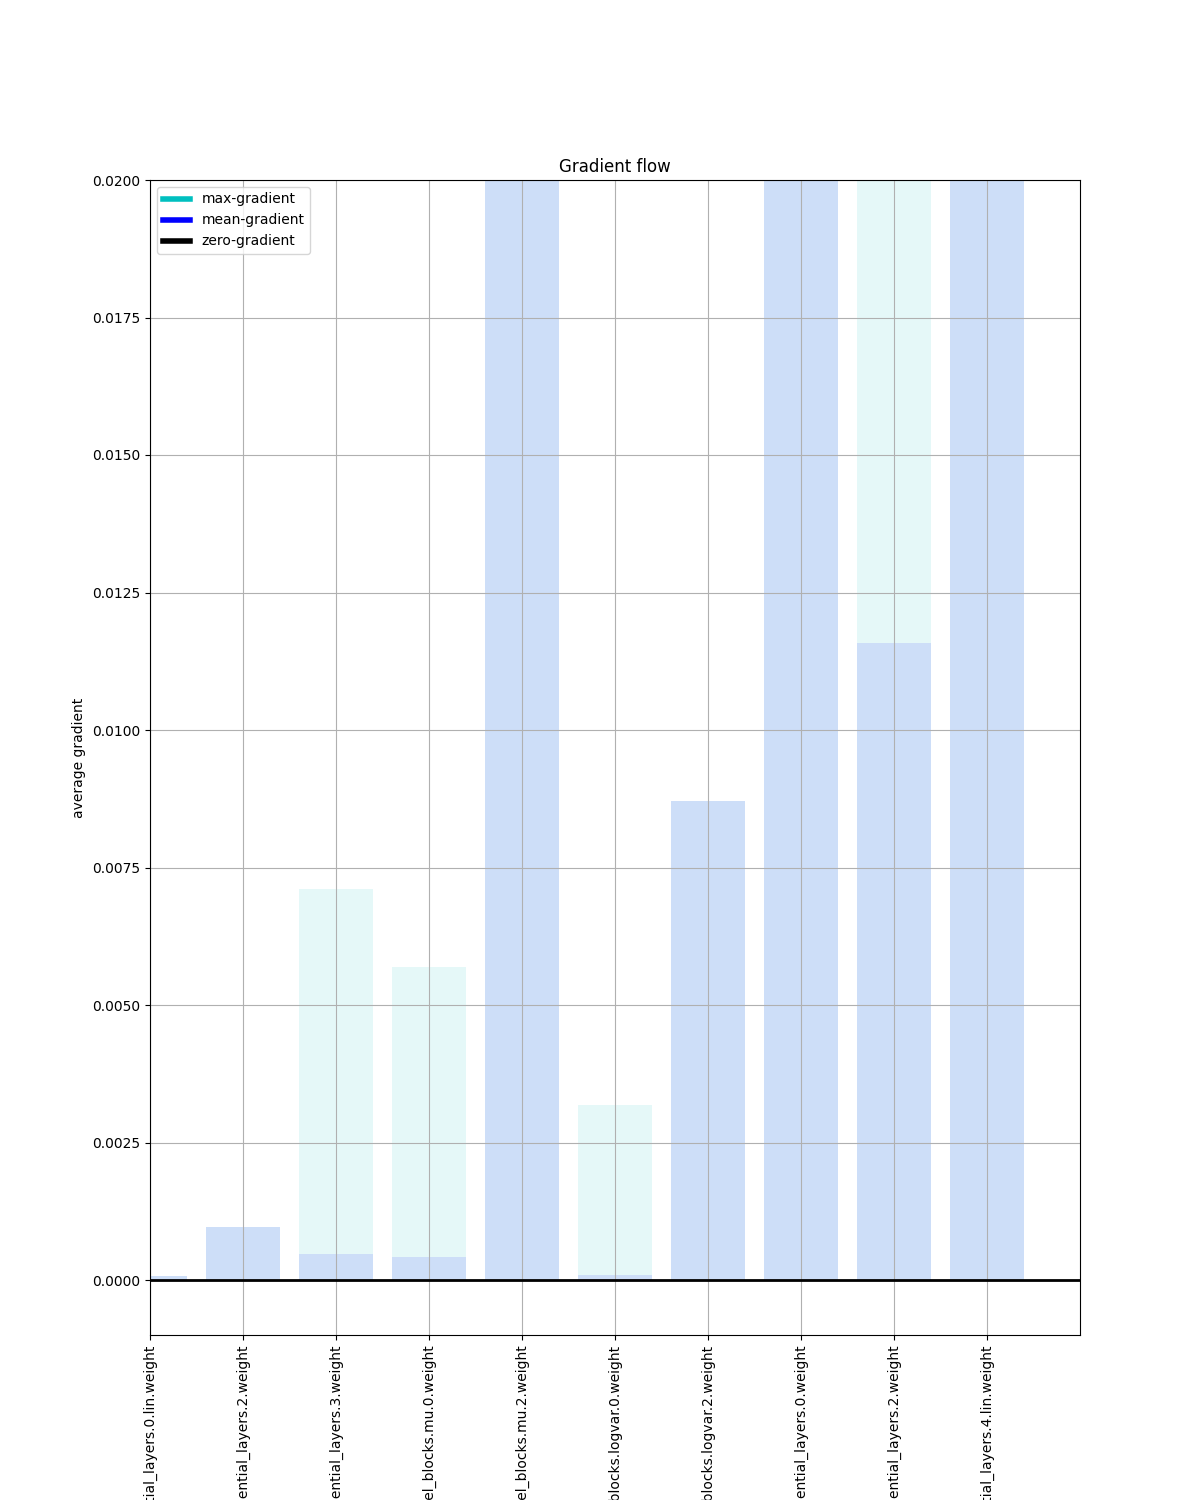 Gradient flow
max-gradient
mean-gradient
zero-gradient
0.0200
0.0175
0.0150
0.0125
0.0100
0.0075
0.0050
0.0025
0.0000
average gradient
tial_layers.0.lin.weight
ential_layers.2.weight
ential_layers.3.weight
el_blocks.mu.0.weight
el_blocks.mu.2.weight
blocks.logvar.0.weight
blocks.logvar.2.weight
ential_layers.0.weight
ential_layers.2.weight
tial_layers.4.lin.weight